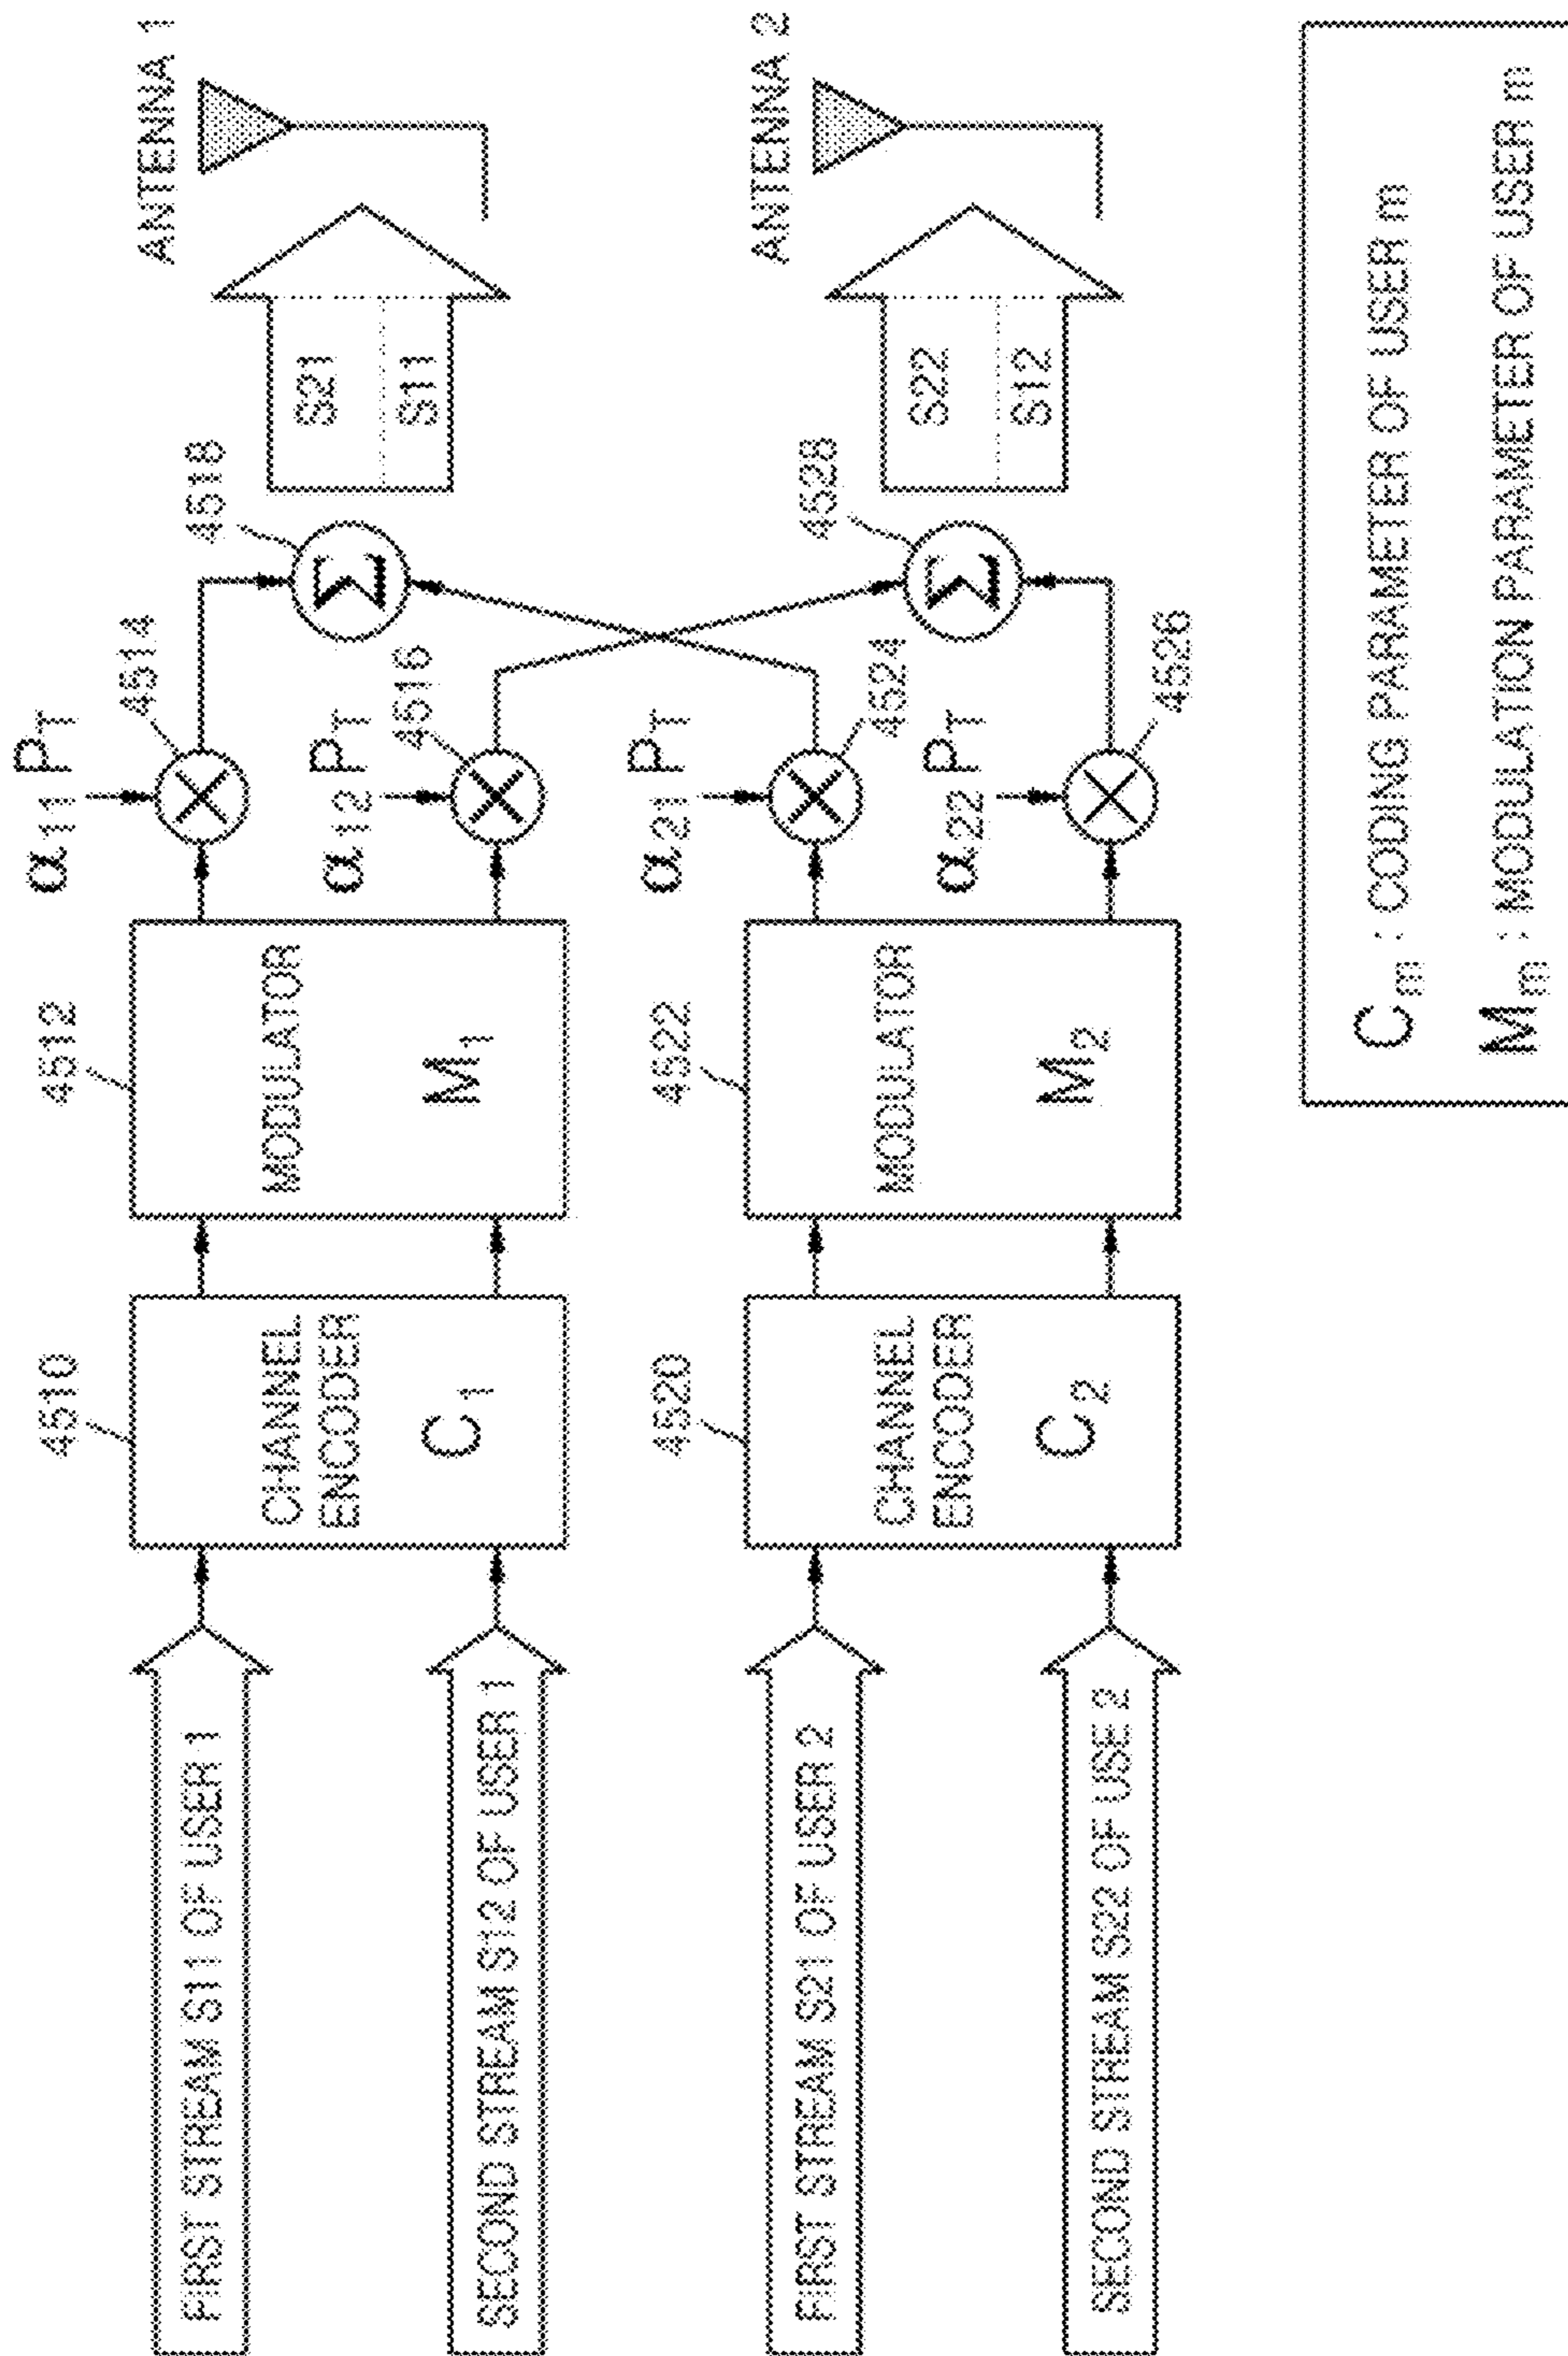 FIRST STREAM S11 OF USER 1
SECOND STREAM S12 OF USER 1
4510
CHANNEL
ENCODER
C1
4512
MODULATOR
M1
α11 PT
4514
α12 PT
4516
4518
Σ
S21
S11
ANTENNA 1
FIRST STREAM S21 OF USER 2
SECOND STREAM S22 OF USE 2
4520
CHANNEL
ENCODER
C2
4522
MODULATOR
M2
α21 PT
4524
α22 PT
4526
4528
Σ
S22
S12
ANTENNA 2
Cm : CODING PARAMETER OF USER m
Mm : MODULATION PARAMETER OF USER m